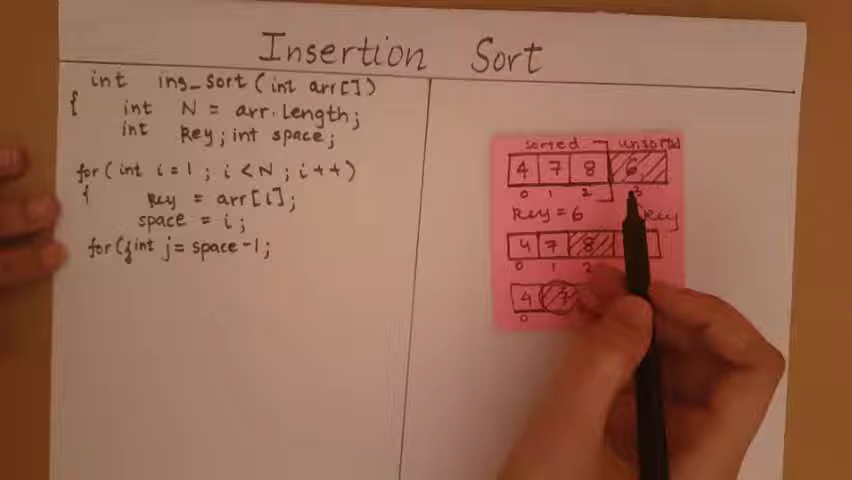 Insertion Sort
int ins_sort (int arr[])
{ int N = arr.length;
int key; int space;
for (int i=1 ; i<N ; i++)
{ key = arr[i];
space = i;
for ( int j= space-1;
sorted unsorted
4 7 8 6
0 1 2 3
key=6 key
4 7 8
0 1 2
4 7
0